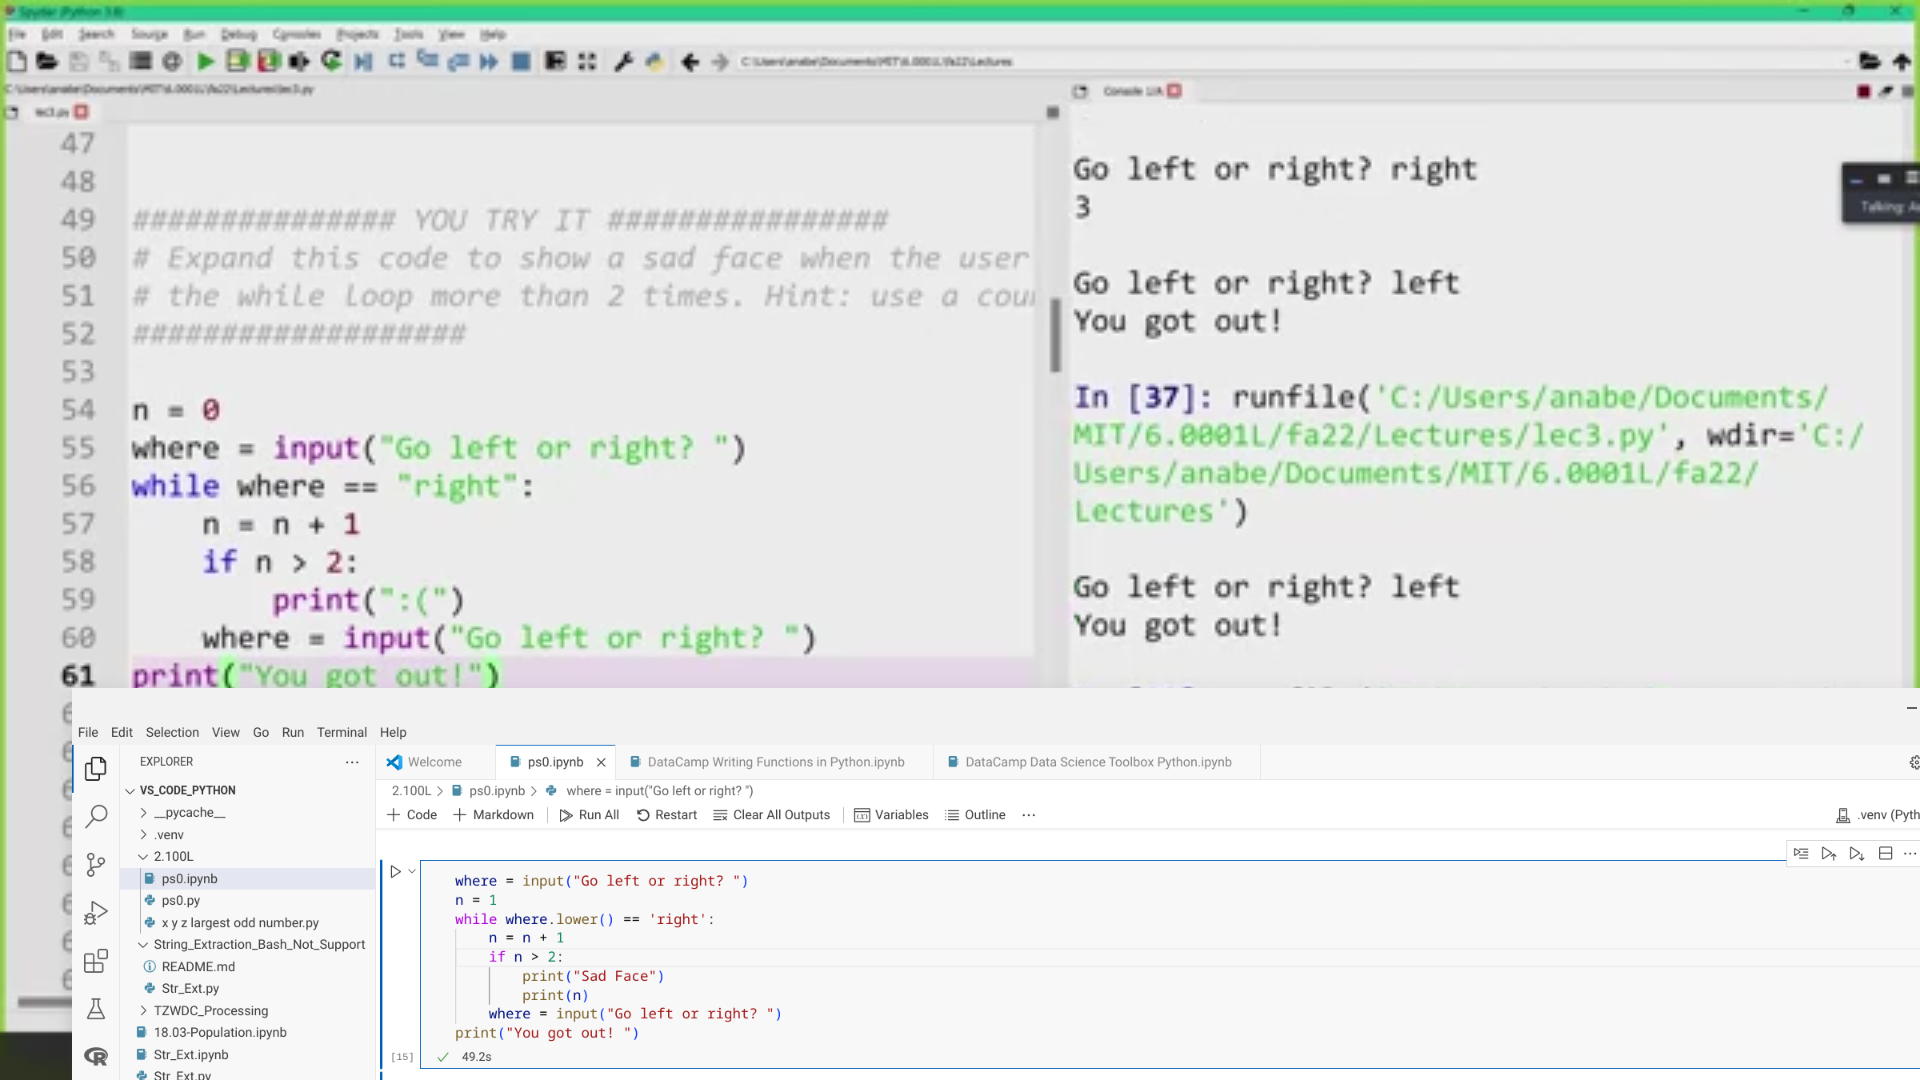 Spyder (Python 3.8)
File Edit Search Source Run Debug Consoles Projects Tools View Help
C:\Users\anabe\Documents\MIT\6.0001L\fa22\Lectures
C:\Users\anabe\Documents\MIT\6.0001L\fa22\Lectures\lec3.py
lec3.py
47
48
49 ############### YOU TRY IT ################
50 # Expand this code to show a sad face when the user
51 # the while loop more than 2 times. Hint: use a cou
52 ###################
53
54 n = 0
55 where = input("Go left or right? ")
56 while where == "right":
57 n = n + 1
58 if n > 2:
59 print(":(")
60 where = input("Go left or right? ")
61 print("You got out!")
Console 1/A
Go left or right? right
3
Go left or right? left
You got out!
In [37]: runfile('C:/Users/anabe/Documents/
MIT/6.0001L/fa22/Lectures/lec3.py', wdir='C:/
Users/anabe/Documents/MIT/6.0001L/fa22/
Lectures')
Go left or right? left
You got out!
Talking:
File Edit Selection View Go Run Terminal Help
EXPLORER
VS_CODE_PYTHON
__pycache__
.venv
2.100L
ps0.ipynb
ps0.py
x y z largest odd number.py
String_Extraction_Bash_Not_Support
README.md
Str_Ext.py
TZWDC_Processing
18.03-Population.ipynb
Str_Ext.ipynb
Str_Ext.py
Welcome ps0.ipynb DataCamp Writing Functions in Python.ipynb DataCamp Data Science Toolbox Python.ipynb
2.100L > ps0.ipynb > where = input("Go left or right? ")
+ Code + Markdown Run All Restart Clear All Outputs Variables Outline ··· .venv (Pyth
where = input("Go left or right? ")
n = 1
while where.lower() == 'right':
n = n + 1
if n > 2:
print("Sad Face")
print(n)
where = input("Go left or right? ")
print("You got out! ")
[15] 49.2s